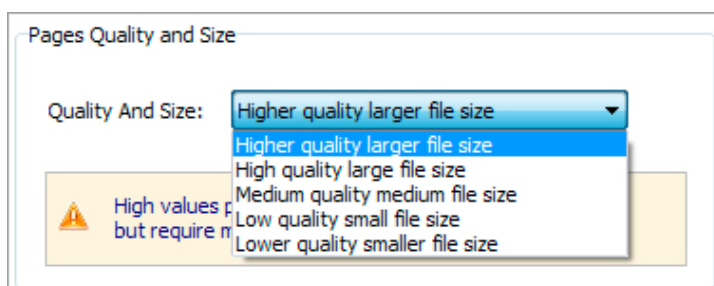 Pages Quality and Size
Quality And Size:
Higher quality larger file size
Higher quality larger file size
High quality large file size
Medium quality medium file size
Low quality small file size
Lower quality smaller file size
High values
but require